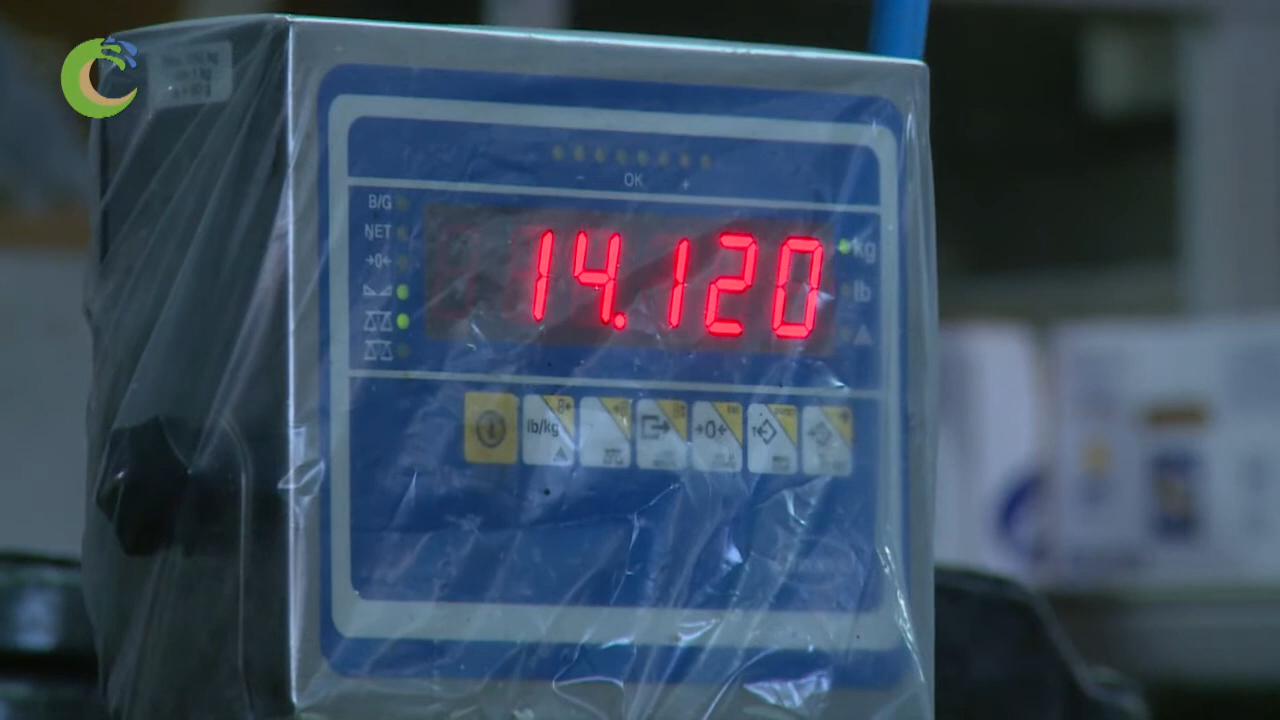 - OK +
B/G
NET
→0←
14.120
kg
lb
lb/kg
→0←